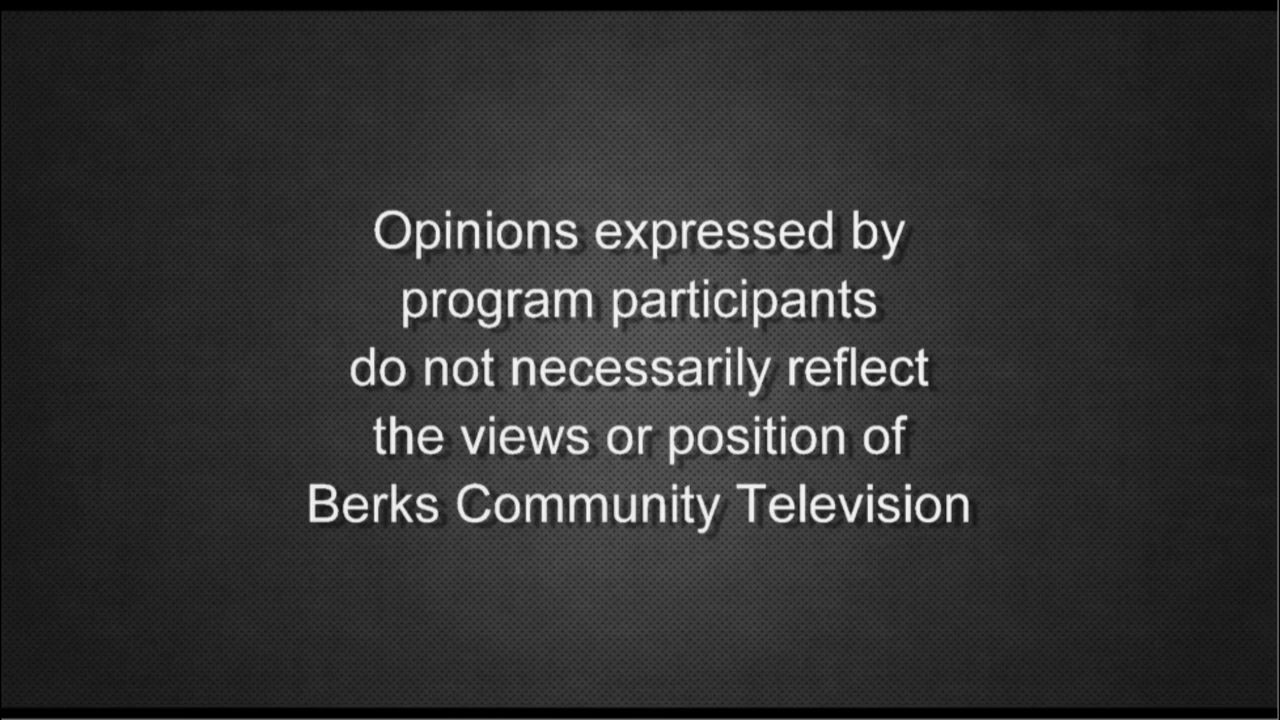 Opinions expressed by
program participants
do not necessarily reflect
the views or position of
Berks Community Television